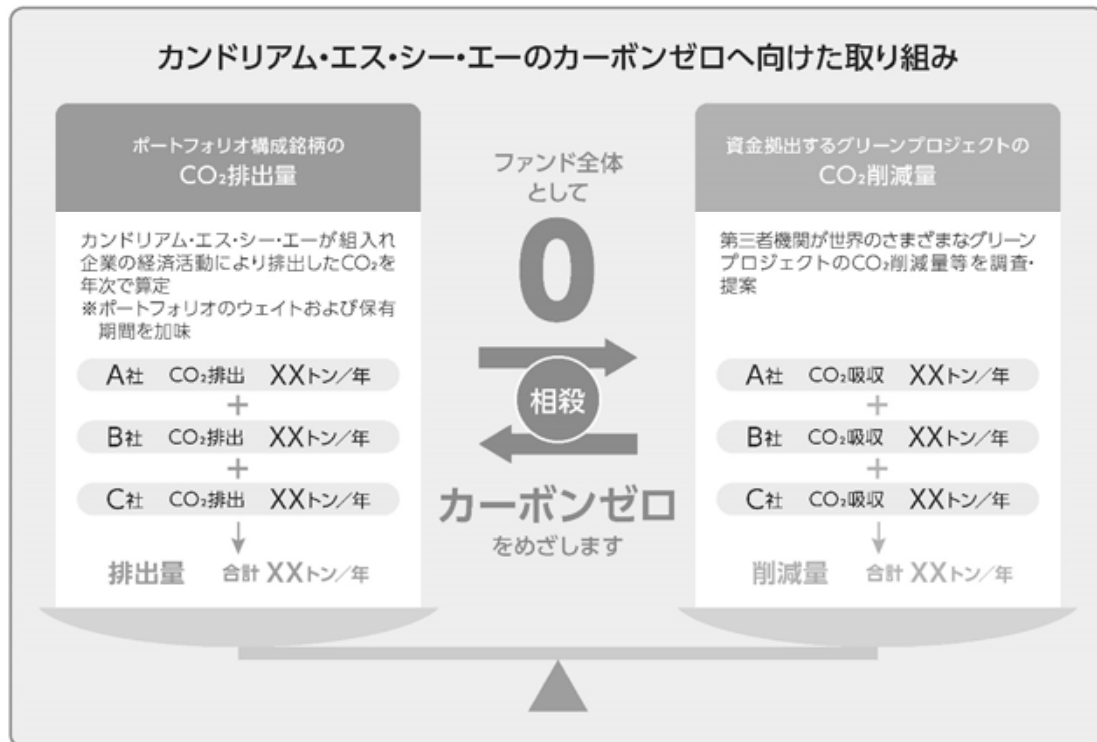 カンドリアム・エス・シー・エーのカーボンゼロへ向けた取り組み
ポートフォリオ構成銘柄の
CO₂排出量
カンドリアム・エス・シー・エーが組入れ
企業の経済活動により排出したCO₂を
年次で算定
※ポートフォリオのウェイトおよび保有
期間を加味
A社 CO₂排出 XXトン／年
+
B社 CO₂排出 XXトン／年
+
C社 CO₂排出 XXトン／年
排出量 合計 XXトン／年
ファンド全体
として
0
相殺
カーボンゼロ
をめざします
資金拠出するグリーンプロジェクトの
CO₂削減量
第三者機関が世界のさまざまなグリーン
プロジェクトのCO₂削減量等を調査・
提案
A社 CO₂吸収 XXトン／年
+
B社 CO₂吸収 XXトン／年
+
C社 CO₂吸収 XXトン／年
削減量 合計 XXトン／年